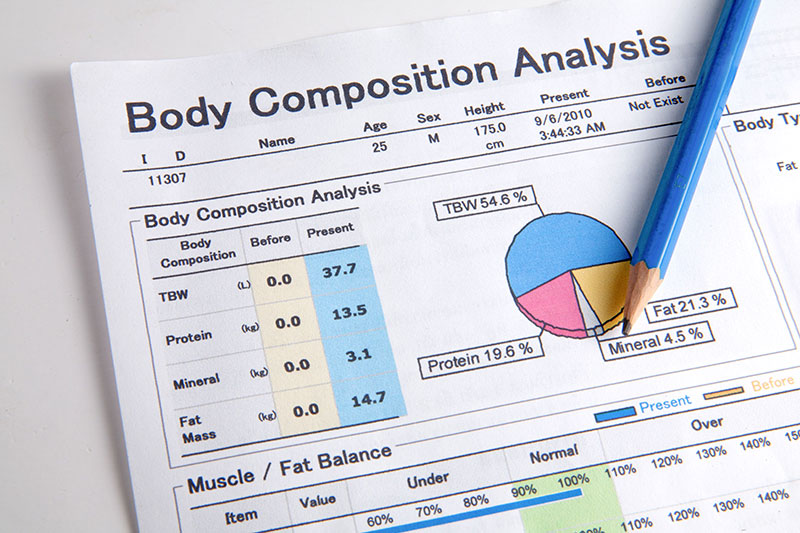 Body Composition Analysis
I D Name Age Sex Height Present Before
11307 25 M 175.0 cm 9/6/2010 3:44:33 AM Not Exist
Body Composition Analysis
Body Composition Before Present
TBW (L) 0.0 37.7
Protein (kg) 0.0 13.5
Mineral (kg) 0.0 3.1
Fat Mass (kg) 0.0 14.7
TBW 54.6 %
Fat 21.3 %
Mineral 4.5 %
Protein 19.6 %
Present Before
Body Ty
Fat
Muscle / Fat Balance
Item Value Under Normal Over
60% 70% 80% 90% 100% 110% 120% 130% 140% 150
100% 110% 120% 130% 140%